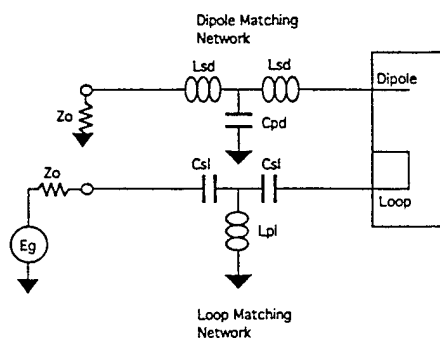 Dipole Matching
Network
Lsd
Lsd
Dipole
Zo
Cpd
Csl
Csl
Zo
Loop
Lpl
Eg
Loop Matching
Network